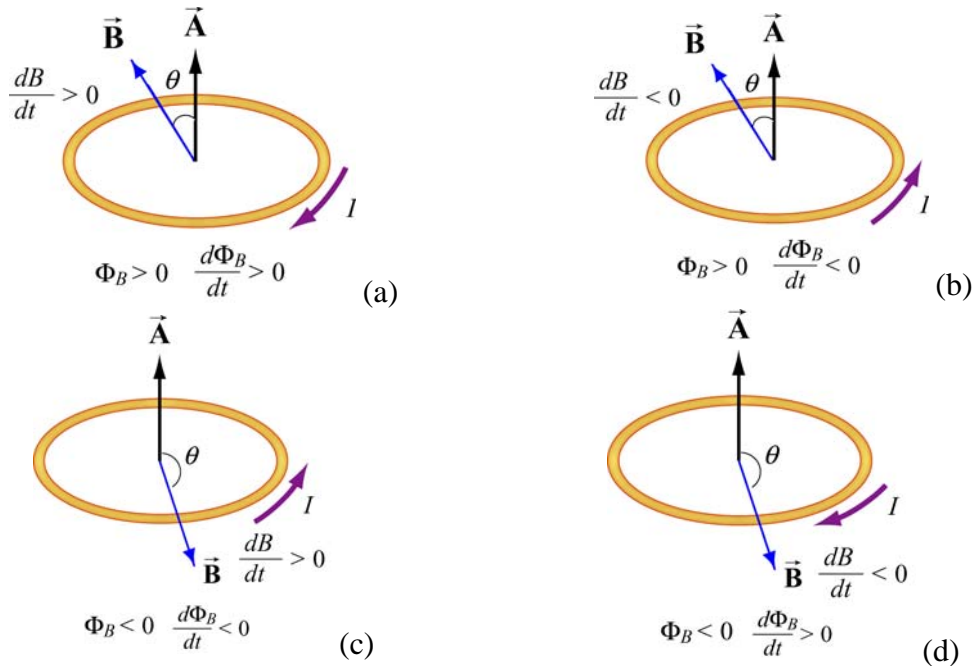 B⃗ A⃗
dB/dt > 0 θ
I
Φ_B > 0 dΦ_B/dt > 0
(a)
B⃗ A⃗
dB/dt < 0 θ
I
Φ_B > 0 dΦ_B/dt < 0
(b)
A⃗
θ
I
B⃗ dB/dt > 0
Φ_B < 0 dΦ_B/dt < 0
(c)
A⃗
θ
I
B⃗ dB/dt < 0
Φ_B < 0 dΦ_B/dt > 0
(d)